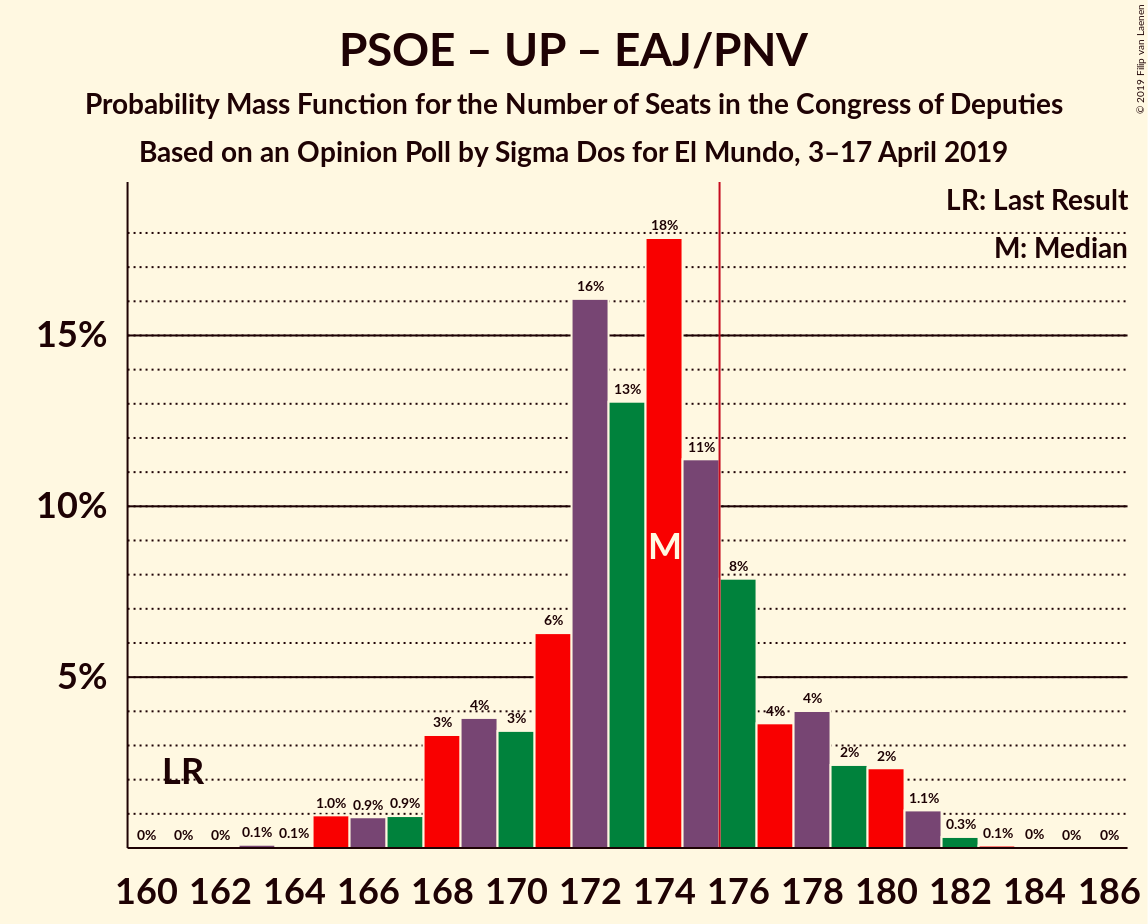 PSOE – UP – EAJ/PNV
Probability Mass Function for the Number of Seats in the Congress of Deputies
Based on an Opinion Poll by Sigma Dos for El Mundo, 3–17 April 2019
© 2019 Filip van Laenen
LR: Last Result
M: Median
15%
10%
5%
0% 0% 0% 0.1% 0.1% 1.0% 0.9% 0.9% 3% 4% 3% 6% 16% 13% 18% 11% 8% 4% 4% 2% 2% 1.1% 0.3% 0.1% 0% 0% 0%
LR
M
160 162 164 166 168 170 172 174 176 178 180 182 184 186